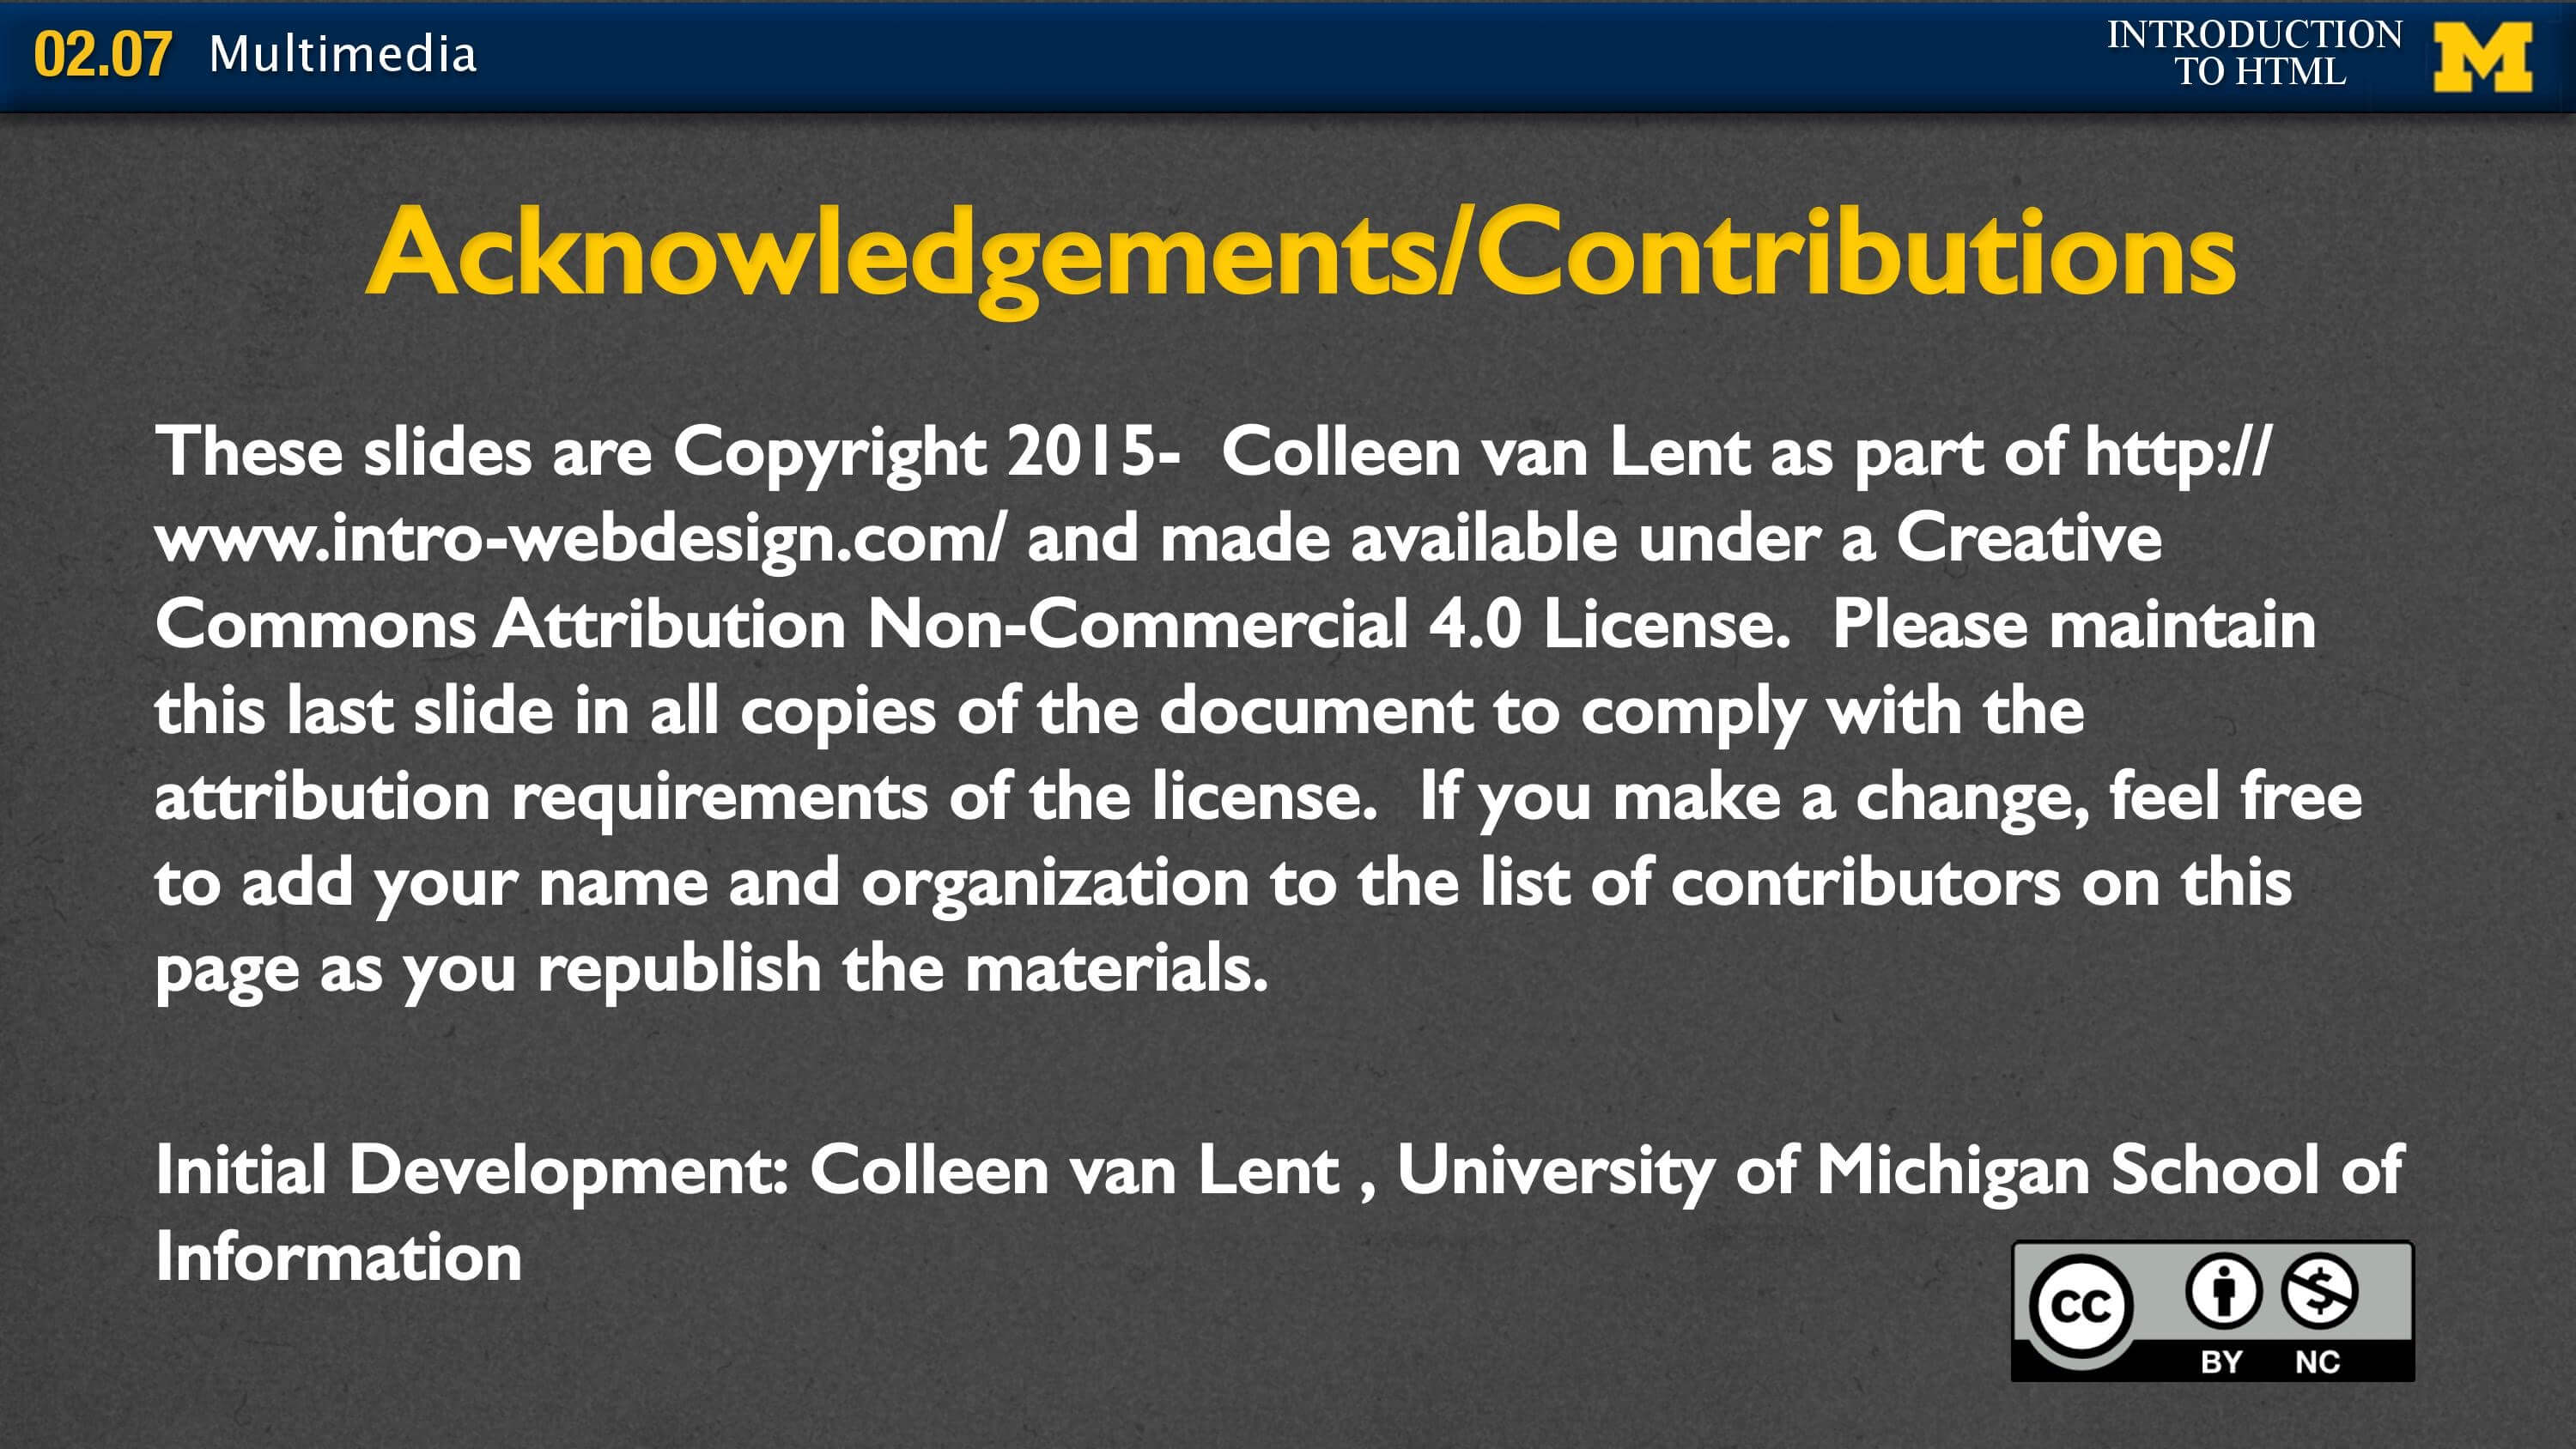 02.07 Multimedia
INTRODUCTION
TO HTML
M
Acknowledgements/Contributions
These slides are Copyright 2015-  Colleen van Lent as part of http://
www.intro-webdesign.com/ and made available under a Creative
Commons Attribution Non-Commercial 4.0 License.  Please maintain
this last slide in all copies of the document to comply with the
attribution requirements of the license.  If you make a change, feel free
to add your name and organization to the list of contributors on this
page as you republish the materials.
Initial Development: Colleen van Lent , University of Michigan School of
Information
cc
BY NC